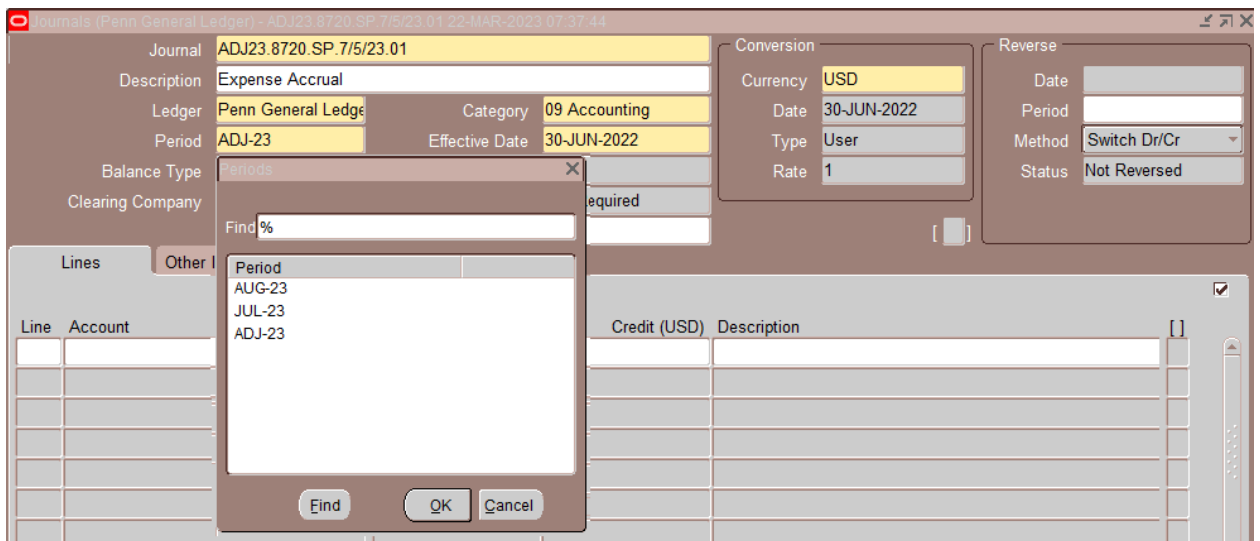 Journals (Penn General Ledger) - ADJ23.8720.SP.7/5/23.01 22-MAR-2023 07:37:44
Journal ADJ23.8720.SP.7/5/23.01
Description Expense Accrual
Ledger Penn General Ledge Category 09 Accounting
Period ADJ-23 Effective Date 30-JUN-2022
Balance Type
Clearing Company equired
Conversion
Currency USD
Date 30-JUN-2022
Type User
Rate 1
Reverse
Date
Period
Method Switch Dr/Cr
Status Not Reversed
[ ]
Periods
Find %
Period
AUG-23
JUL-23
ADJ-23
Find OK Cancel
Lines Other I
Line Account Credit (USD) Description [ ]